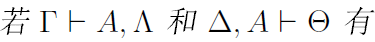 若 Γ ⊢ A, Λ 和 Δ, A ⊢ Θ 有